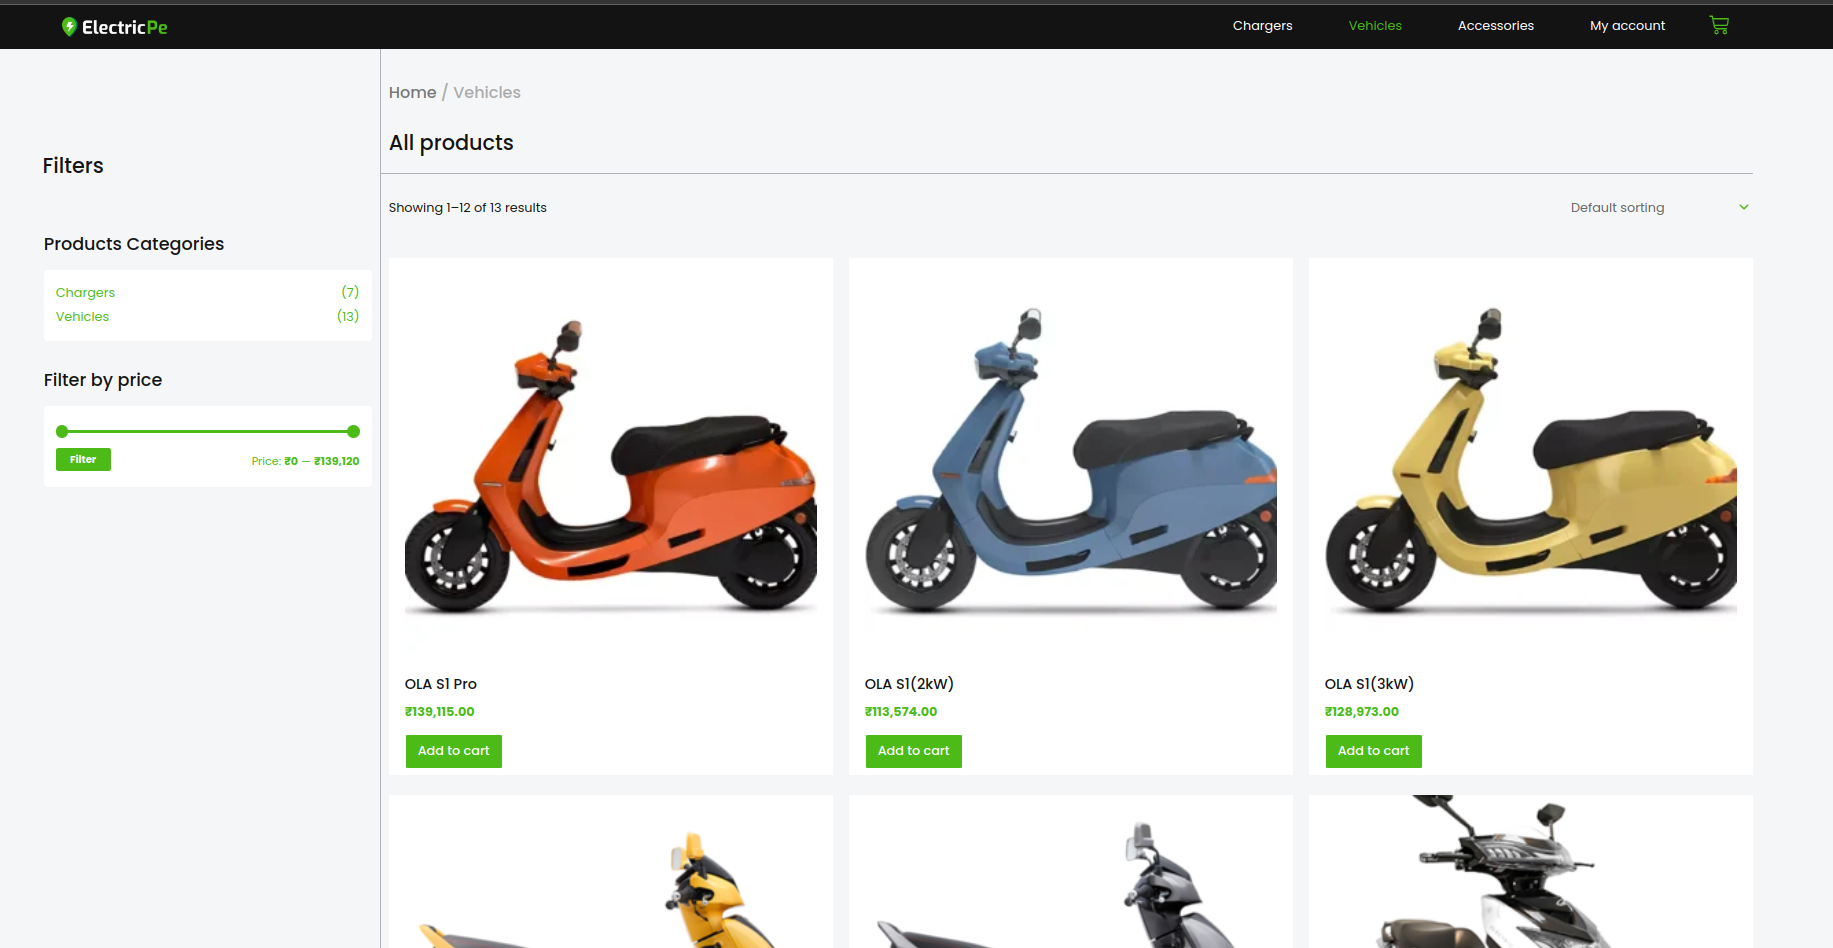 ElectricPe
Chargers
Vehicles
Accessories
My account
Home / Vehicles
All products
Filters
Showing 1–12 of 13 results
Default sorting
Products Categories
Chargers (7)
Vehicles (13)
Filter by price
Filter
Price: ₹0 — ₹139,120
OLA S1 Pro
₹139,115.00
Add to cart
OLA S1(2kW)
₹113,574.00
Add to cart
OLA S1(3kW)
₹128,973.00
Add to cart